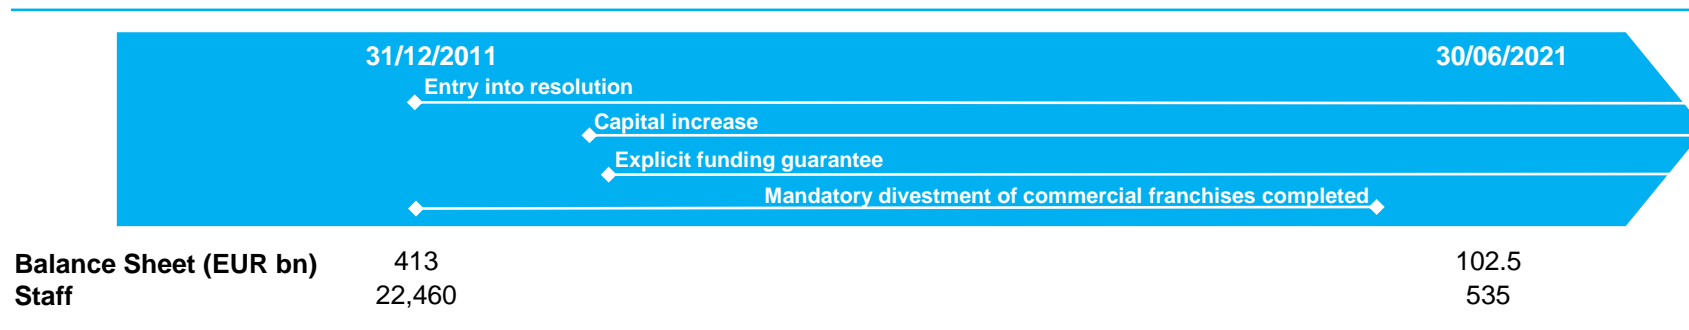 31/12/2011 30/06/2021
Entry into resolution
Capital increase
Explicit funding guarantee
Mandatory divestment of commercial franchises completed
Balance Sheet (EUR bn) 413 102.5
Staff 22,460 535